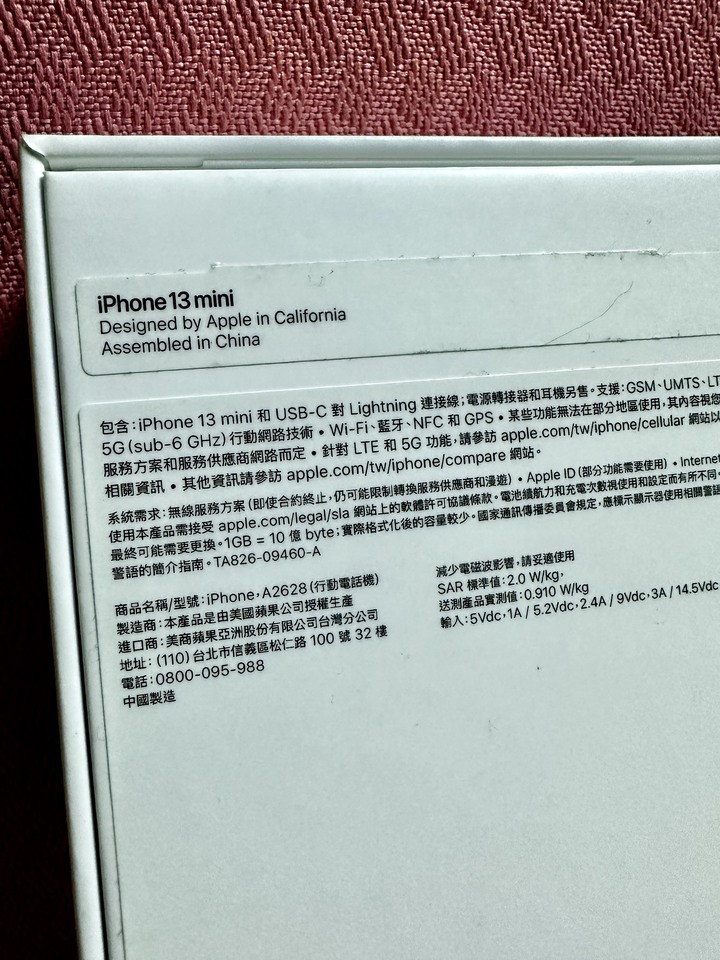 iPhone 13 mini
Designed by Apple in California
Assembled in China
包含:iPhone 13 mini 和 USB-C 對 Lightning 連接線;電源轉接器和耳機另售。支援:GSM、UMTS、LT
5G (sub-6 GHz) 行動網路技術 • Wi-Fi、藍牙、NFC 和 GPS • 某些功能無法在部分地區使用,其內容視您
服務方案和服務供應商網路而定 • 針對 LTE 和 5G 功能,請參訪 apple.com/tw/iphone/cellular 網站以
相關資訊 • 其他資訊請參訪 apple.com/tw/iphone/compare 網站。
系統需求:無線服務方案 (即使合約終止,仍可能限制轉換服務供應商和漫遊) • Apple ID (部分功能需要使用) • Internet
使用本產品需接受 apple.com/legal/sla 網站上的軟體許可協議條款。電池續航力和充電次數視使用和設定而有所不同。
最終可能需要更換。1GB = 10 億 byte;實際格式化後的容量較少。國家通訊傳播委員會規定,應標示顯示器使用相關警語
警語的簡介指南。TA826-09460-A
商品名稱/型號:iPhone,A2628 (行動電話機)
製造商:本產品是由美國蘋果公司授權生產
進口商:美商蘋果亞洲股份有限公司台灣分公司
地址:(110) 台北市信義區松仁路 100 號 32 樓
電話:0800-095-988
中國製造
減少電磁波影響,請妥適使用
SAR 標準值:2.0 W/kg,
送測產品實測值:0.910 W/kg
輸入:5Vdc,1A / 5.2Vdc,2.4A / 9Vdc,3A / 14.5Vdc